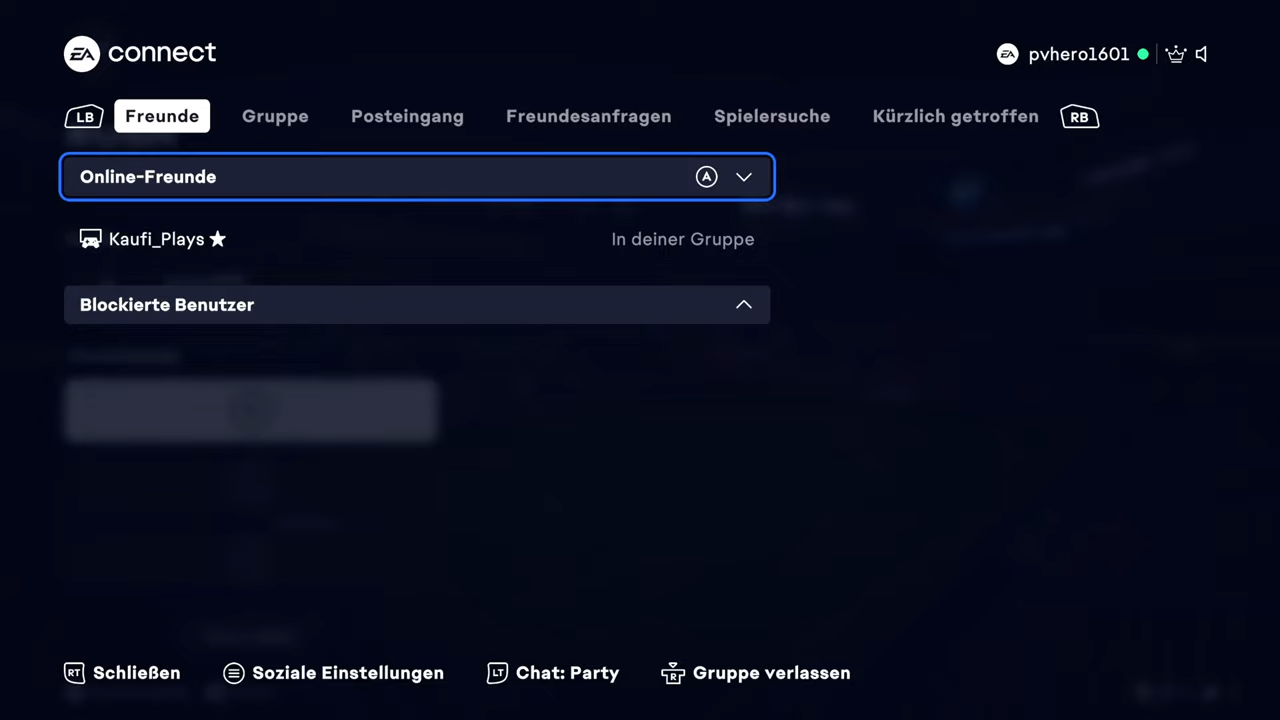 EA connect
EA pvhero1601
LB Freunde Gruppe Posteingang Freundesanfragen Spielersuche Kürzlich getroffen RB
Online-Freunde A
Kaufi_Plays In deiner Gruppe
Blockierte Benutzer
RT Schließen Soziale Einstellungen LT Chat: Party R Gruppe verlassen